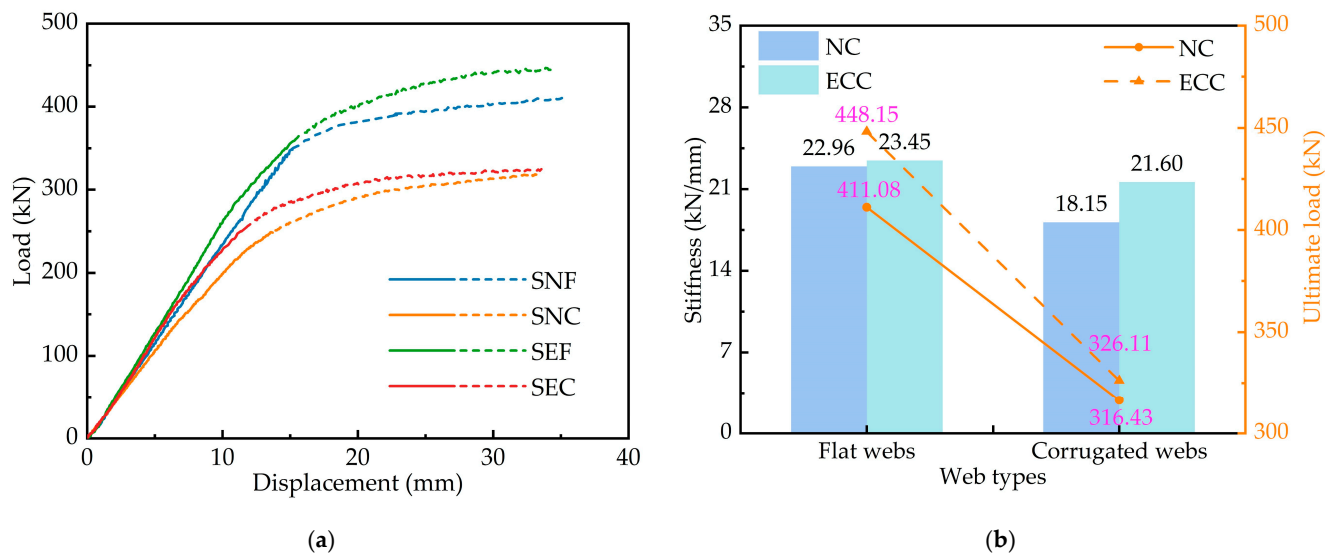 500
400
300
200
100
0
Load (kN)
SNF
SNC
SEF
SEC
0
10
20
30
40
Displacement (mm)
(a)
35
28
21
14
7
0
Stiffness (kN/mm)
NC
ECC
NC
ECC
448.15
22.96
23.45
411.08
18.15
21.60
326.11
316.43
500
450
400
350
300
Ultimate load (kN)
Flat webs
Corrugated webs
Web types
(b)